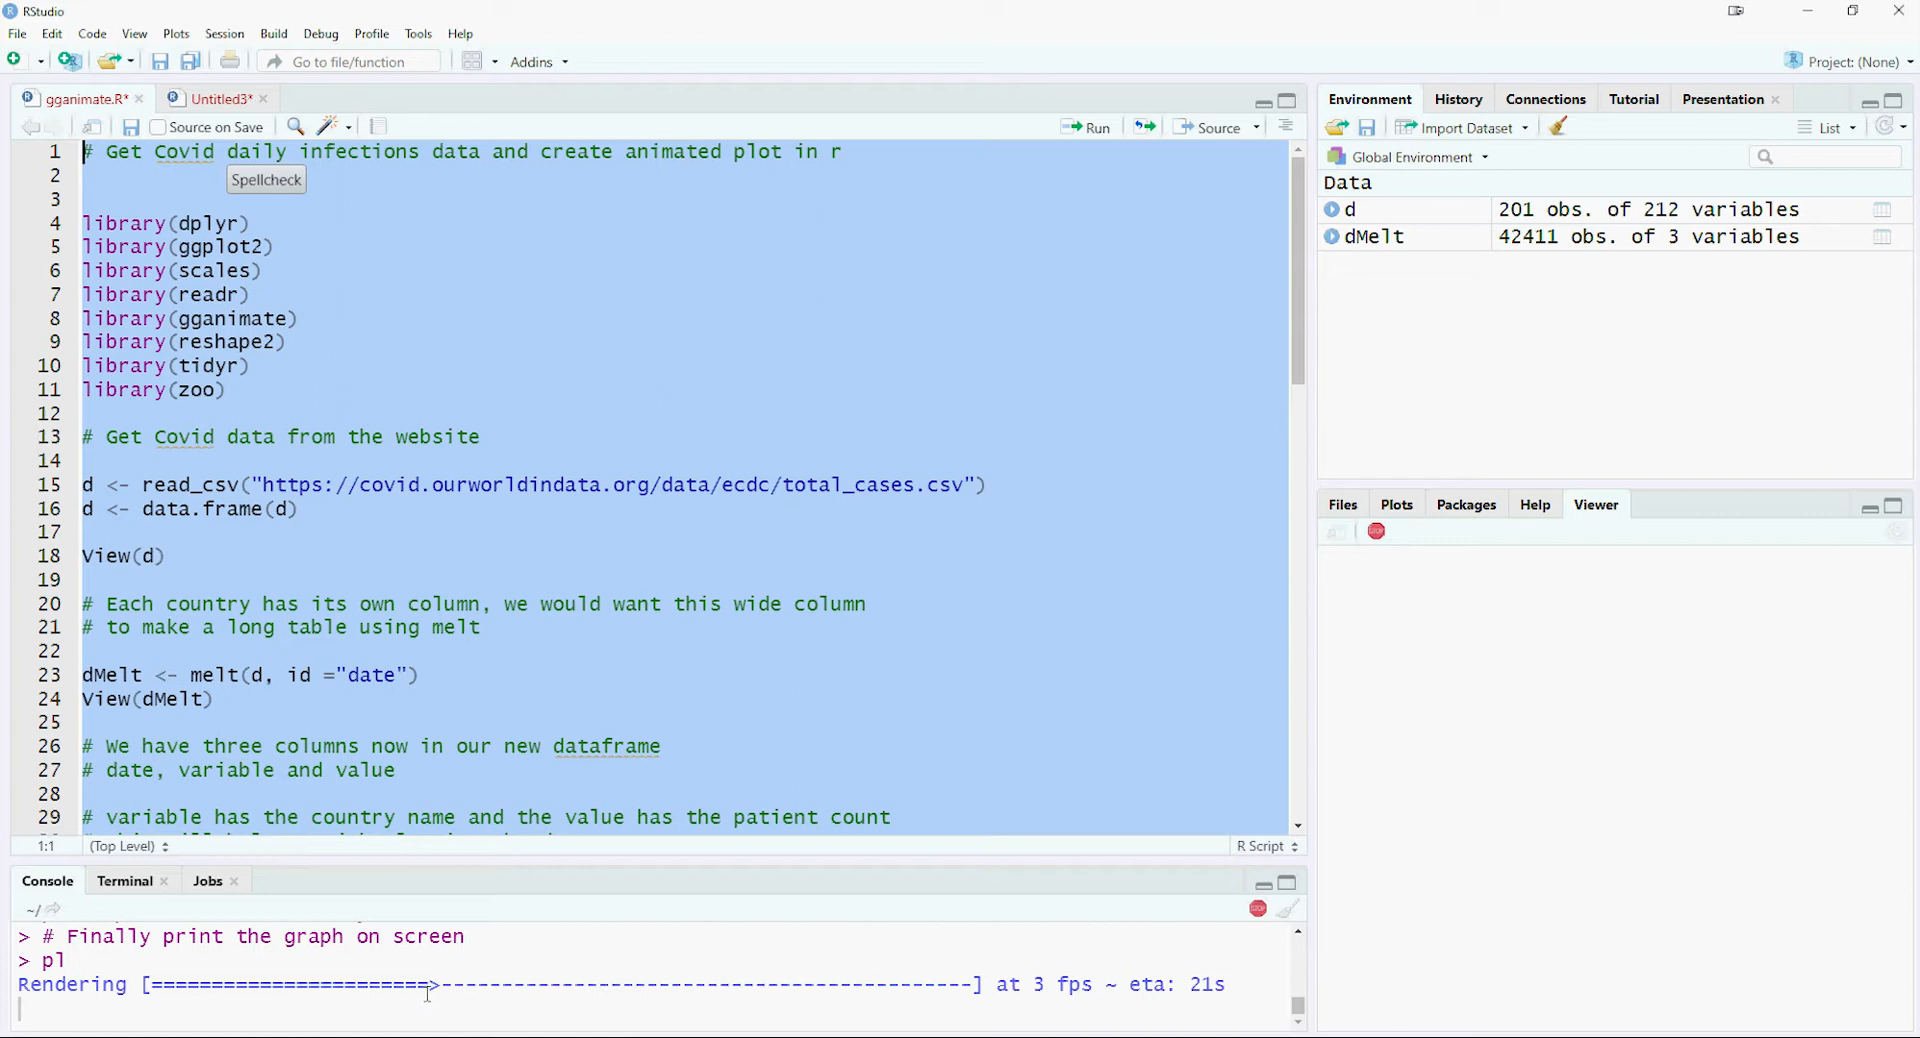 RStudio
File Edit Code View Plots Session Build Debug Profile Tools Help
Go to file/function Addins Project: (None)
gganimate.R* Untitled3*
Source on Save Run Source
1 # Get Covid daily infections data and create animated plot in r
Spellcheck
2
3
4 library(dplyr)
5 library(ggplot2)
6 library(scales)
7 library(readr)
8 library(gganimate)
9 library(reshape2)
10 library(tidyr)
11 library(zoo)
12
13 # Get Covid data from the website
14
15 d <- read_csv("https://covid.ourworldindata.org/data/ecdc/total_cases.csv")
16 d <- data.frame(d)
17
18 View(d)
19
20 # Each country has its own column, we would want this wide column
21 # to make a long table using melt
22
23 dMelt <- melt(d, id ="date")
24 View(dMelt)
25
26 # We have three columns now in our new dataframe
27 # date, variable and value
28
29 # variable has the country name and the value has the patient count
1:1 (Top Level) R Script
Console Terminal Jobs
~/
> # Finally print the graph on screen
> pl
Rendering [=======================>--------------------------------------------] at 3 fps ~ eta: 21s
Environment History Connections Tutorial Presentation
Import Dataset List
Global Environment
Data
d 201 obs. of 212 variables
dMelt 42411 obs. of 3 variables
Files Plots Packages Help Viewer
STOP